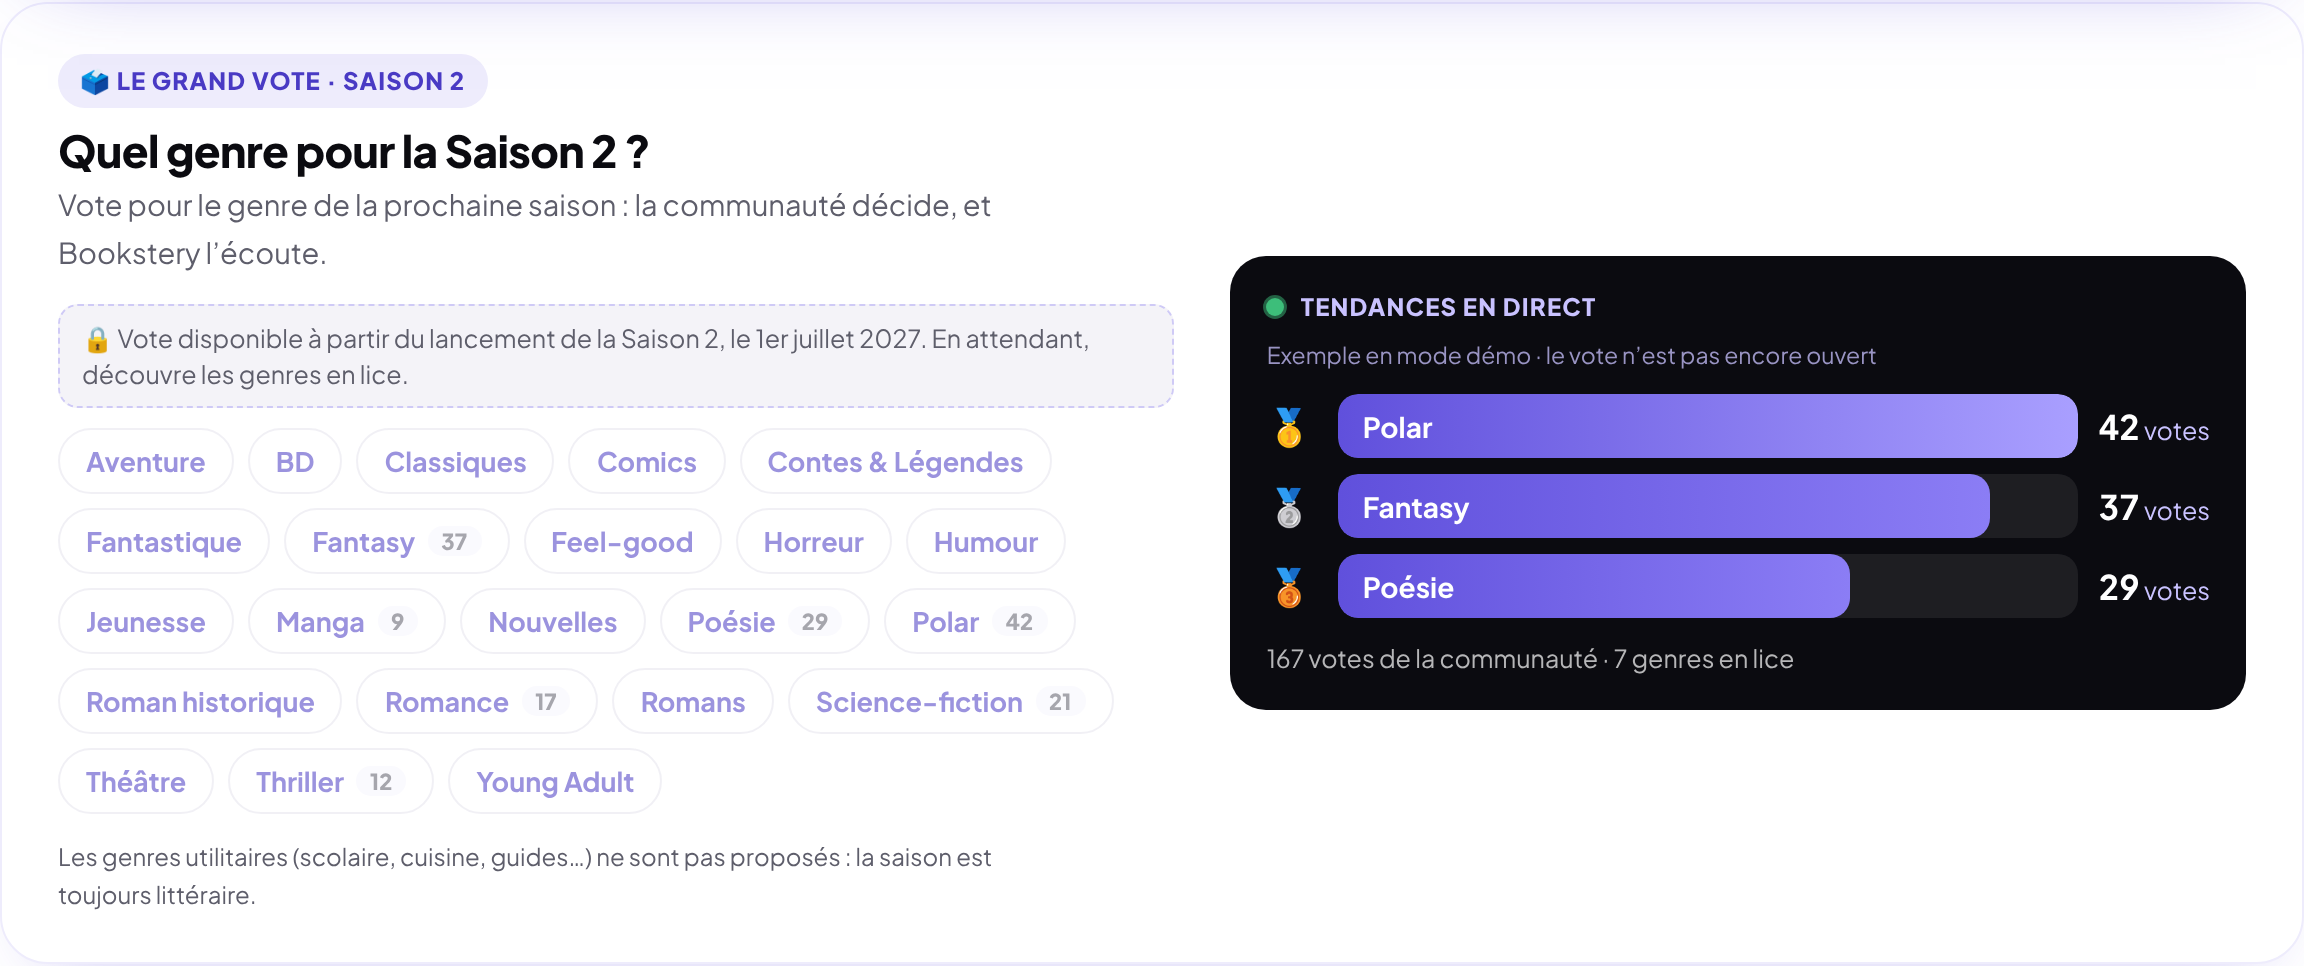 LE GRAND VOTE · SAISON 2
Quel genre pour la Saison 2 ?
Vote pour le genre de la prochaine saison : la communauté décide, et
Bookstery l’écoute.
Vote disponible à partir du lancement de la Saison 2, le 1er juillet 2027. En attendant,
découvre les genres en lice.
Aventure BD Classiques Comics Contes & Légendes
Fantastique Fantasy 37 Feel-good Horreur Humour
Jeunesse Manga 9 Nouvelles Poésie 29 Polar 42
Roman historique Romance 17 Romans Science-fiction 21
Théâtre Thriller 12 Young Adult
Les genres utilitaires (scolaire, cuisine, guides…) ne sont pas proposés : la saison est
toujours littéraire.
TENDANCES EN DIRECT
Exemple en mode démo · le vote n’est pas encore ouvert
1 Polar 42 votes
2 Fantasy 37 votes
3 Poésie 29 votes
167 votes de la communauté · 7 genres en lice